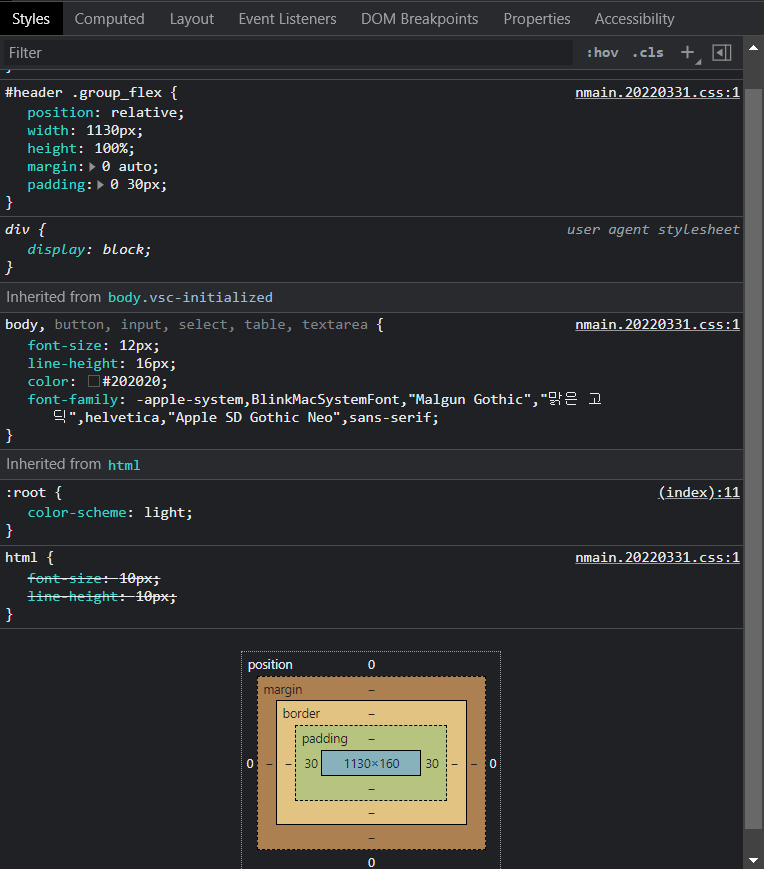 Styles Computed Layout Event Listeners DOM Breakpoints Properties Accessibility
Filter :hov .cls +
}
#header .group_flex { nmain.20220331.css:1
position: relative;
width: 1130px;
height: 100%;
margin: 0 auto;
padding: 0 30px;
}
div { user agent stylesheet
display: block;
}
Inherited from body.vsc-initialized
body, button, input, select, table, textarea { nmain.20220331.css:1
font-size: 12px;
line-height: 16px;
color: #202020;
font-family: -apple-system,BlinkMacSystemFont,"Malgun Gothic","맑은 고
딕",helvetica,"Apple SD Gothic Neo",sans-serif;
}
Inherited from html
:root { (index):11
color-scheme: light;
}
html { nmain.20220331.css:1
font-size: 10px;
line-height: 10px;
}
position 0
margin –
border –
padding –
0 – – 30 1130×160 30 – – 0
–
–
–
0